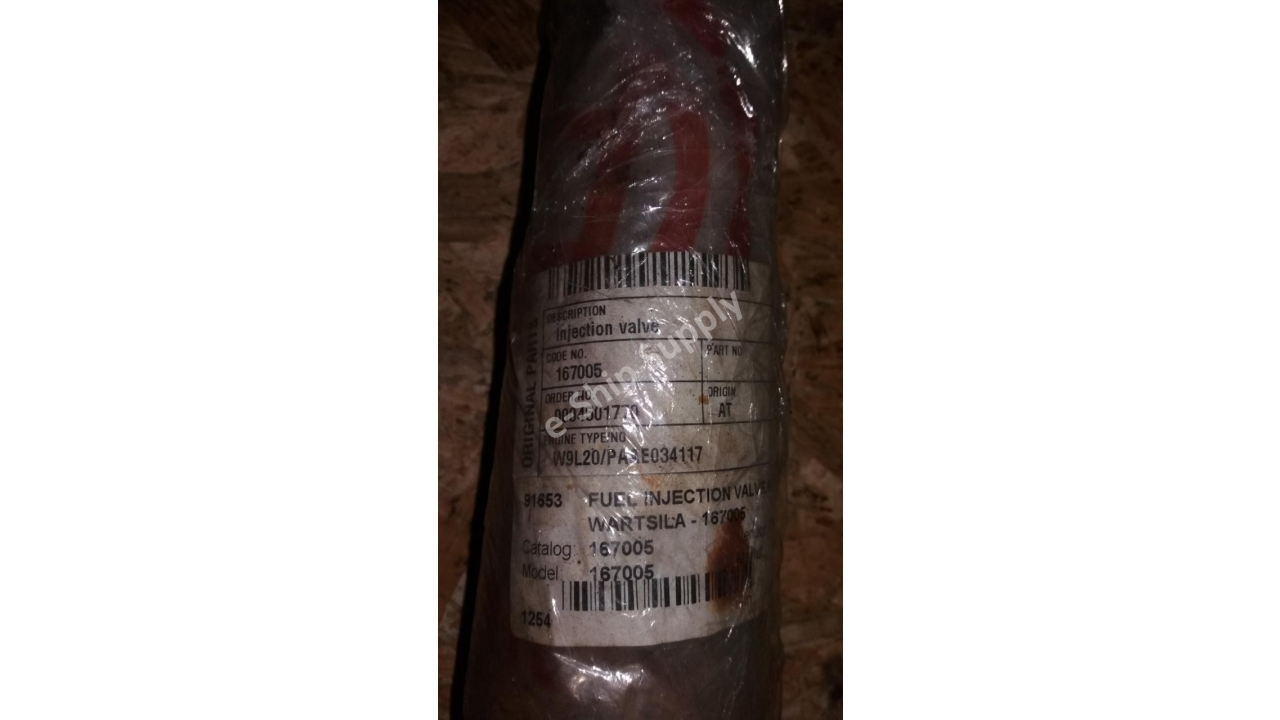 ORIGINAL PARTS
DESCRIPTION
Injection valve
CODE NO.
167005
PART NO
ORDER NO
ORIGIN
AT
ENGINE TYPE/NO
W9L20/PAAE034117
91653 FUEL INJECTION VALVE
WARTSILA - 167005
Catalog: 167005
Model: 167005
1254
e-Ship Supply